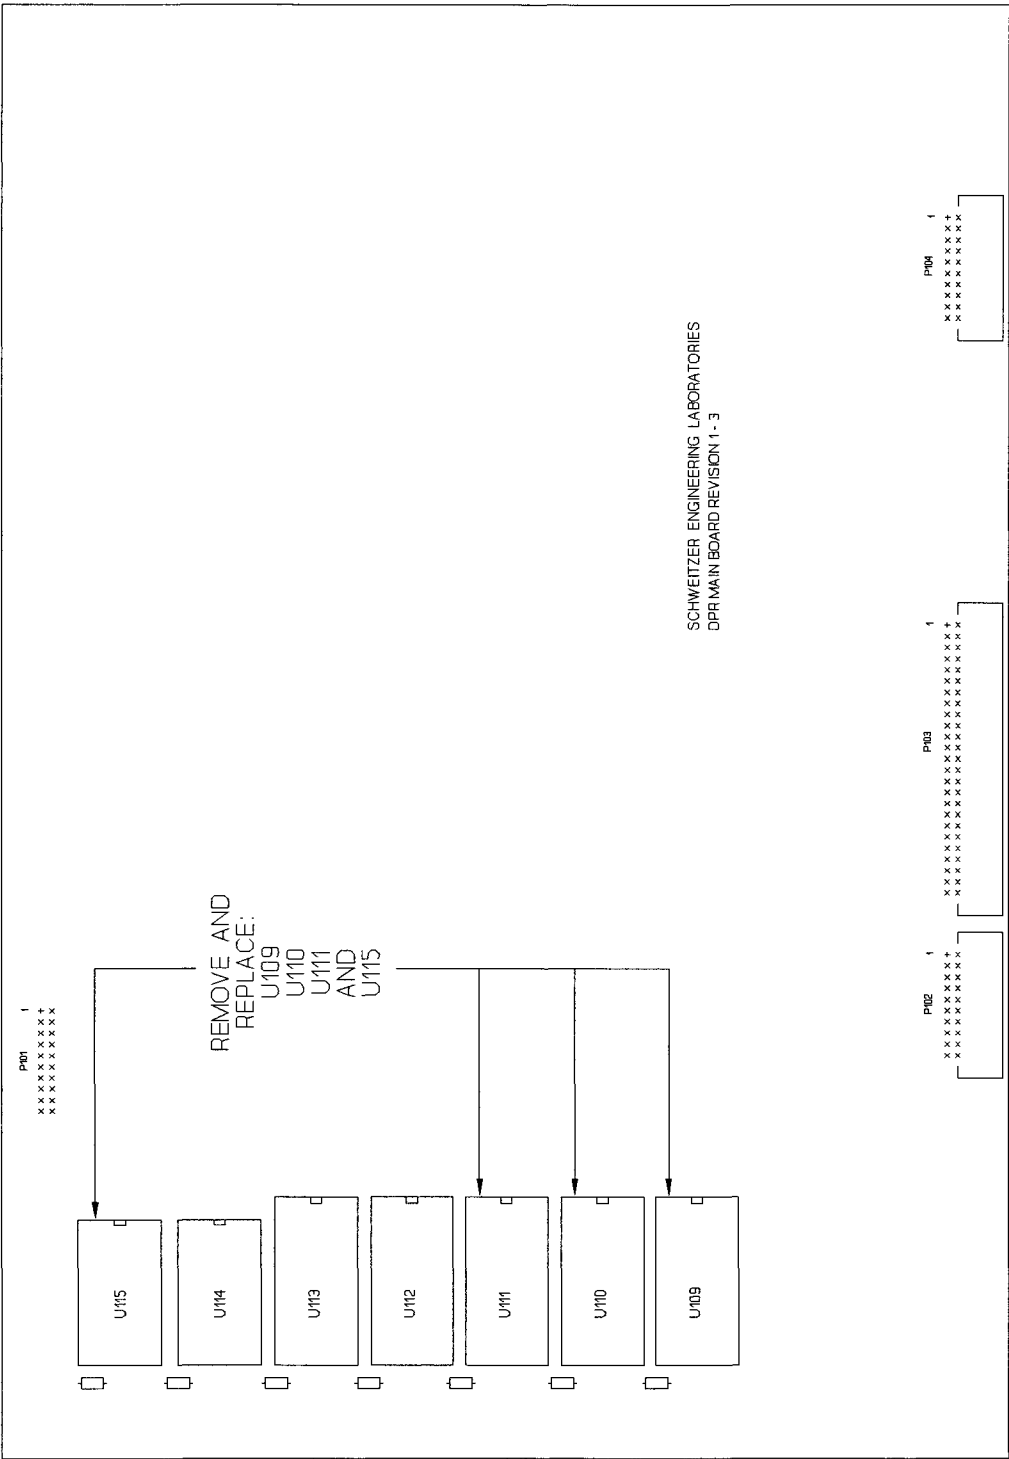 P101
1
U115
U114
U113
U112
U111
U110
U109
REMOVE AND
REPLACE:
U109
U110
U111
AND
U115
SCHWEITZER ENGINEERING LABORATORIES
DPR MAIN BOARD REVISION 1 - 3
P102
1
P103
1
P104
1